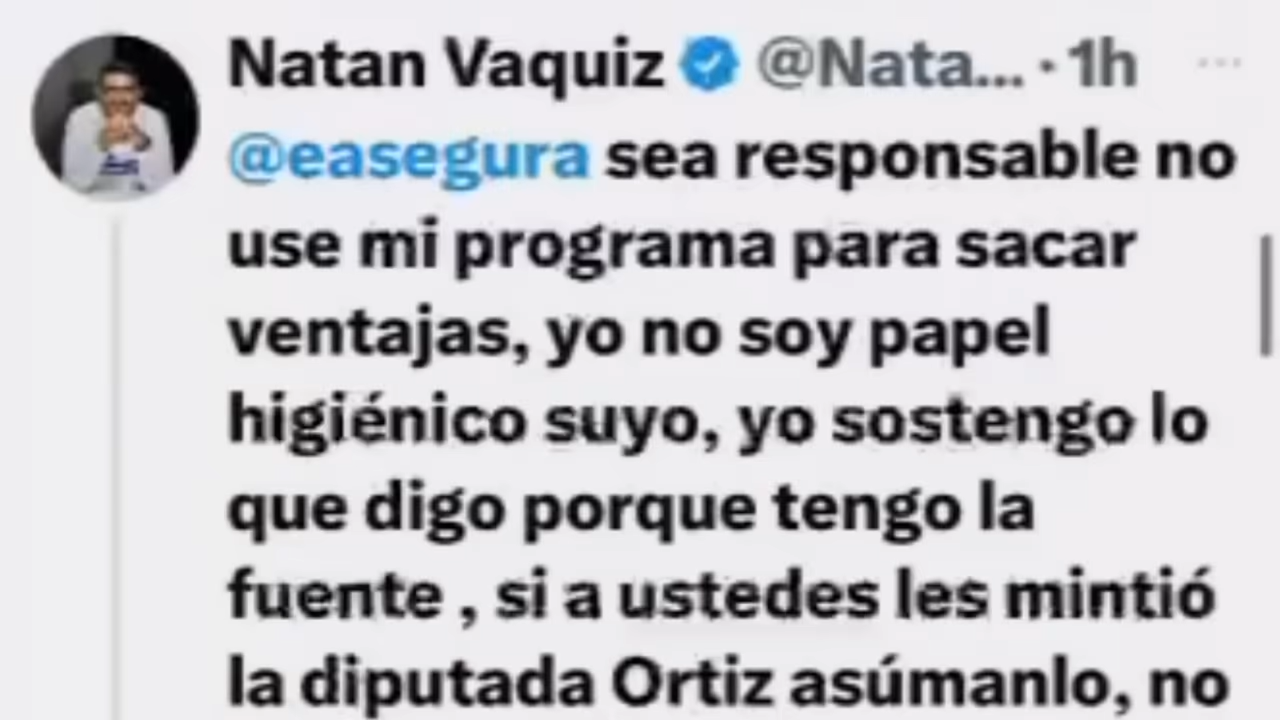 Natan Vaquiz @Nata... · 1h ...
@easegura sea responsable no
use mi programa para sacar
ventajas, yo no soy papel
higiénico suyo, yo sostengo lo
que digo porque tengo la
fuente , si a ustedes les mintió
la diputada Ortiz asúmanlo, no